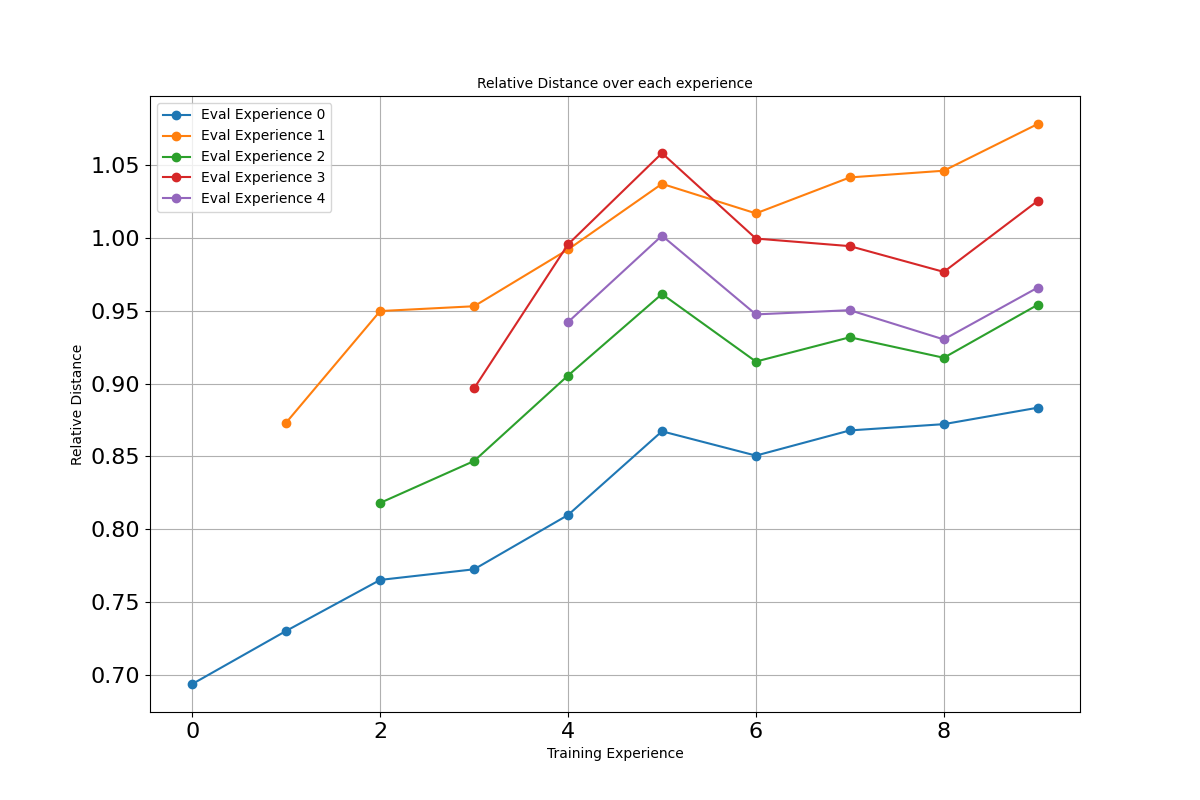 Relative Distance over each experience
Eval Experience 0
Eval Experience 1
Eval Experience 2
Eval Experience 3
Eval Experience 4
Relative Distance
1.05
1.00
0.95
0.90
0.85
0.80
0.75
0.70
0 2 4 6 8
Training Experience